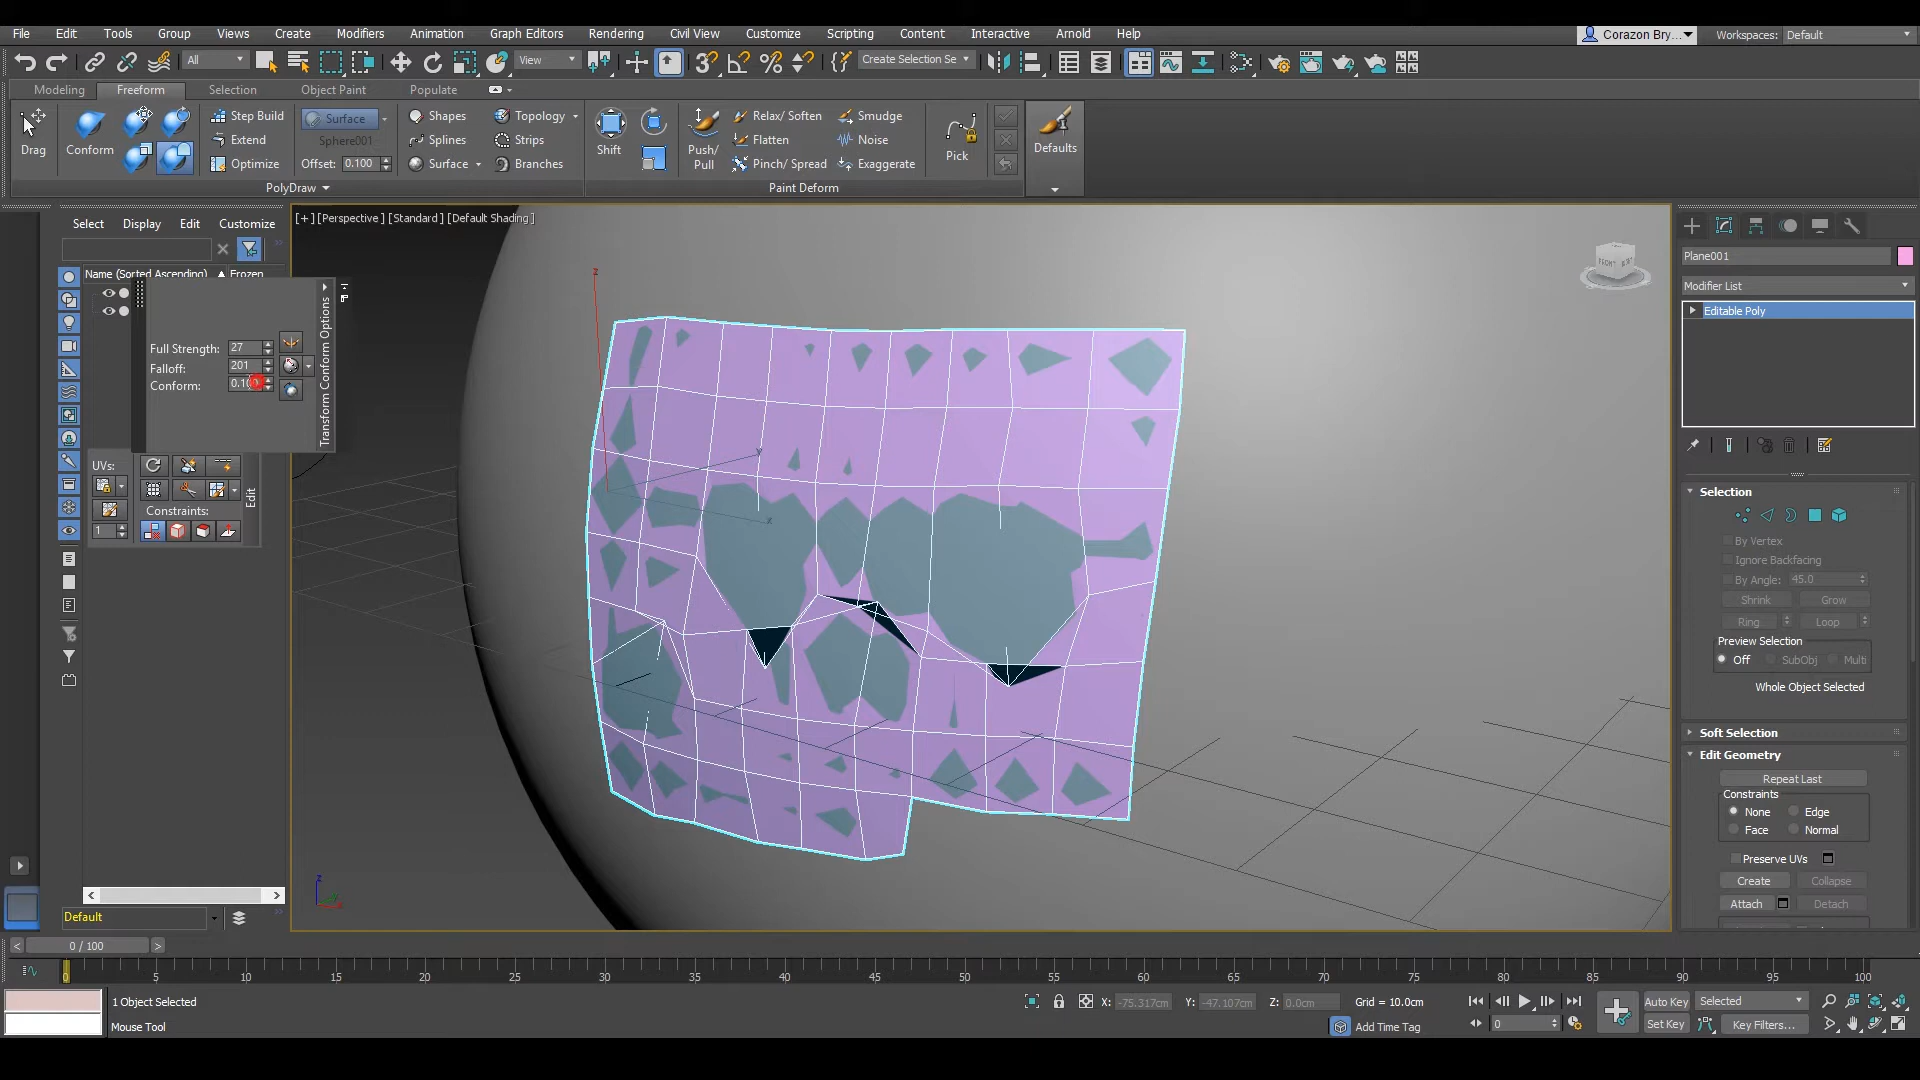 File Edit Tools Group Views Create Modifiers Animation Graph Editors Rendering Civil View Customize Scripting Content Interactive Arnold Help
Corazon Bry... Workspaces: Default
All View Create Selection Se
Modeling Freeform Selection Object Paint Populate
Drag Conform Step Build Extend Optimize
Surface
Sphere001
Offset: 0.100
Shapes Splines Surface
Topology Strips Branches
Shift
Push/
Pull
Relax/ Soften Smudge
Flatten Noise
Pinch/ Spread Exaggerate
Pick
Defaults
PolyDraw Paint Deform
Select Display Edit Customize
[+] [Perspective] [Standard] [Default Shading]
Name (Sorted Ascending) Frozen
Full Strength: 27
Falloff: 201
Conform: 0.100
Transform Conform Options
UVs:
Edit
Constraints:
1
z
y
x
z
FRONT
Plane001
Modifier List
Editable Poly
Selection
By Vertex
Ignore Backfacing
By Angle: 45.0
Shrink Grow
Ring Loop
Preview Selection
Off SubObj Multi
Whole Object Selected
Soft Selection
Edit Geometry
Repeat Last
Constraints
None Edge
Face Normal
Preserve UVs
Create Collapse
Attach Detach
Default
0 / 100
0 5 10 15 20 25 30 35 40 45 50 55 60 65 70 75 80 85 90 95 100
1 Object Selected
Mouse Tool
X: -75.317cm Y: -47.107cm Z: 0.0cm Grid = 10.0cm
Add Time Tag
0
Auto Key Selected
Set Key Key Filters...